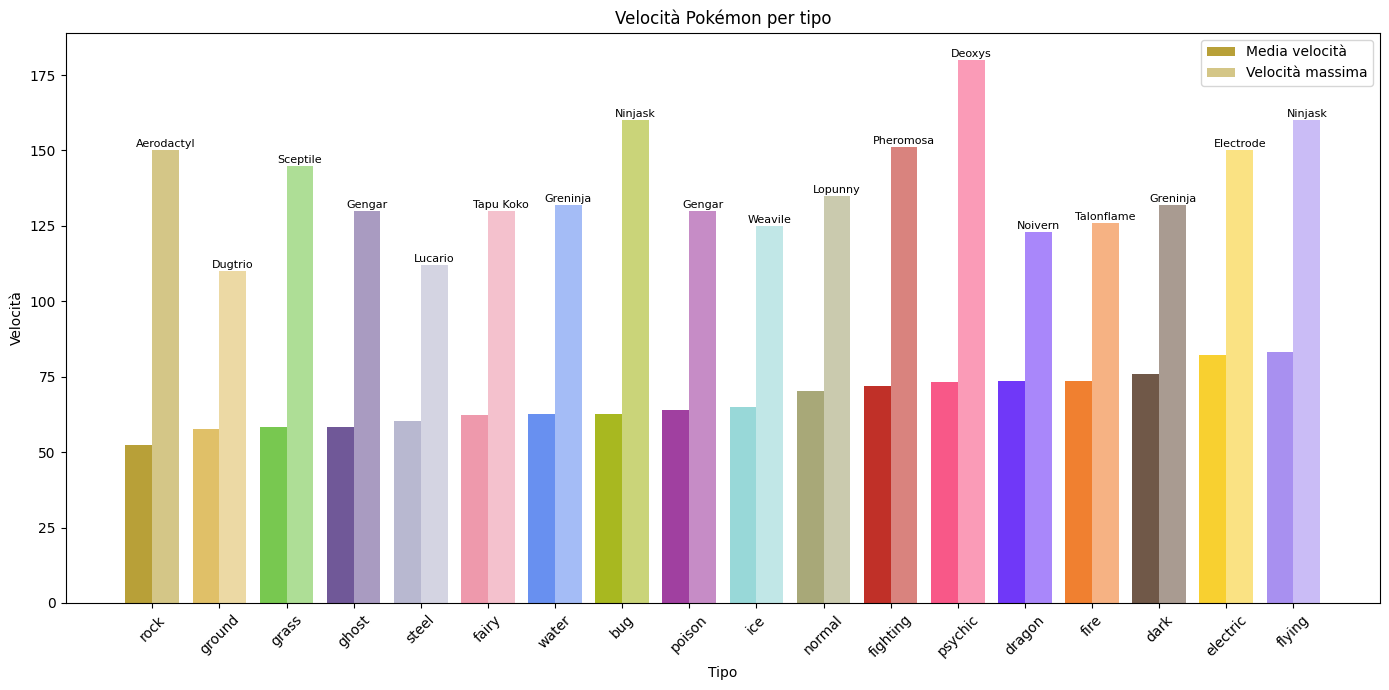 Velocità Pokémon per tipo
Media velocità
Velocità massima
Velocità
175
150
125
100
75
50
25
0
Aerodactyl
Dugtrio
Sceptile
Gengar
Lucario
Tapu Koko
Greninja
Ninjask
Gengar
Weavile
Lopunny
Pheromosa
Deoxys
Noivern
Talonflame
Greninja
Electrode
Ninjask
rock
ground
grass
ghost
steel
fairy
water
bug
poison
ice
normal
fighting
psychic
dragon
fire
dark
electric
flying
Tipo